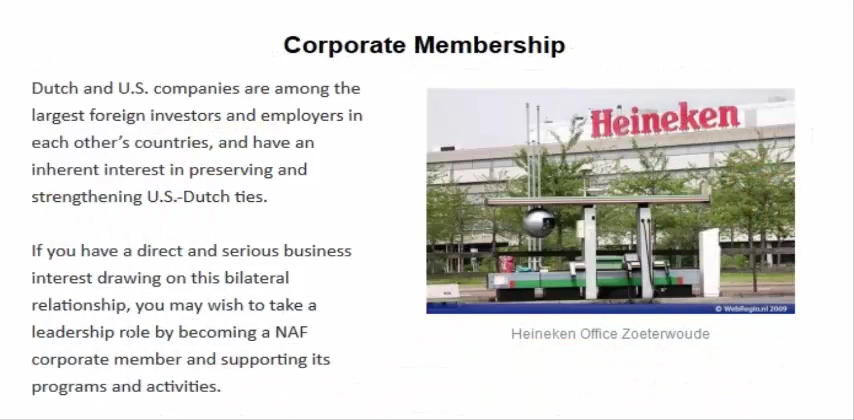 Corporate Membership
Dutch and U.S. companies are among the
largest foreign investors and employers in
each other's countries, and have an
inherent interest in preserving and
strengthening U.S.-Dutch ties.
If you have a direct and serious business
interest drawing on this bilateral
relationship, you may wish to take a
leadership role by becoming a NAF
corporate member and supporting its
programs and activities.
Heineken
© WebRegio.nl 2009
Heineken Office Zoeterwoude